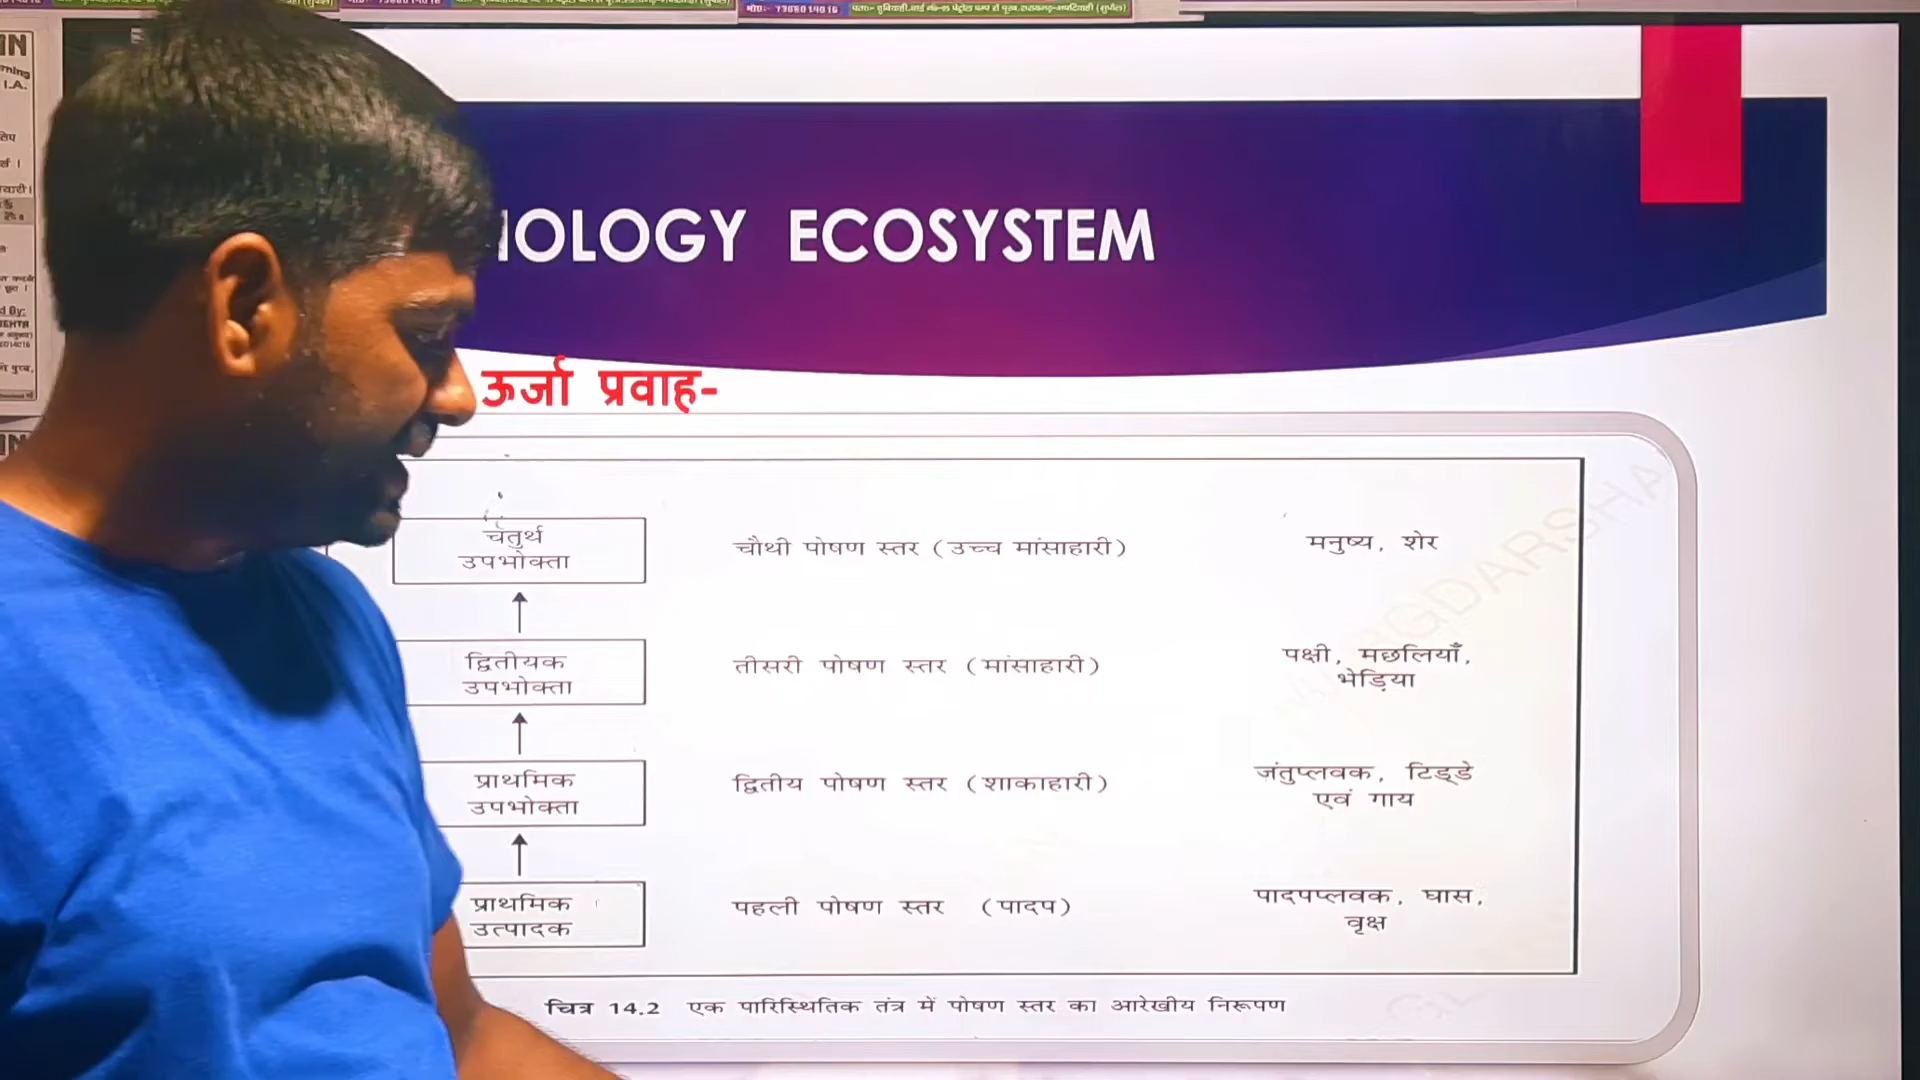 IOLOGY ECOSYSTEM
ऊर्जा प्रवाह-
चतुर्थ
उपभोक्ता
चौथी पोषण स्तर (उच्च मांसाहारी)
मनुष्य, शेर
द्वितीयक
उपभोक्ता
तीसरी पोषण स्तर (मांसाहारी)
पक्षी, मछलियाँ,
भेड़िया
प्राथमिक
उपभोक्ता
द्वितीय पोषण स्तर (शाकाहारी)
जंतुप्लवक, टिड्डे
एवं गाय
प्राथमिक
उत्पादक
पहली पोषण स्तर (पादप)
पादपप्लवक, घास,
वृक्ष
चित्र 14.2 एक पारिस्थितिक तंत्र में पोषण स्तर का आरेखीय निरूपण